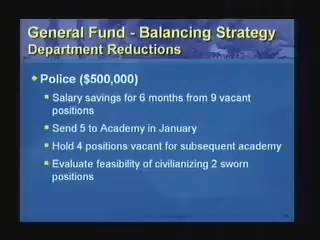 General Fund - Balancing Strategy
Department Reductions
Police ($500,000)
Salary savings for 6 months from 9 vacant
positions
Send 5 to Academy in January
Hold 4 positions vacant for subsequent academy
Evaluate feasibility of civilianizing 2 sworn
positions